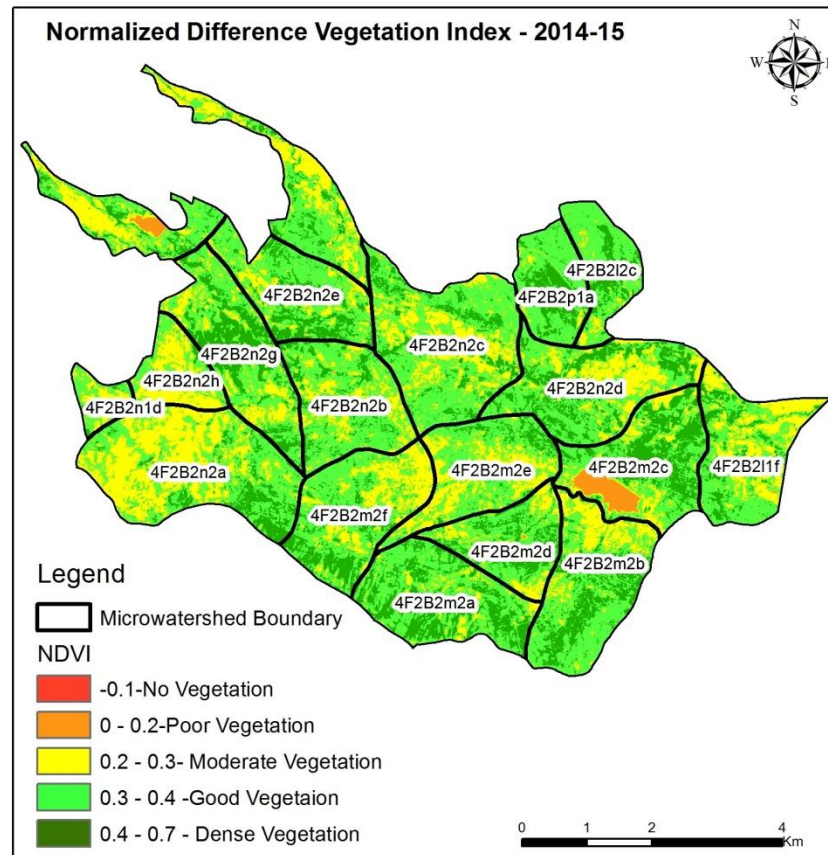 Normalized Difference Vegetation Index - 2014-15
N
W
S
4F2B2l2c
4F2B2p1a
4F2B2n2e
4F2B2n2c
4F2B2n2g
4F2B2n2h
4F2B2n2d
4F2B2n1d
4F2B2n2b
4F2B2n2a
4F2B2m2e
4F2B2m2c
4F2B2l1f
4F2B2m2f
4F2B2m2d
4F2B2m2b
4F2B2m2a
Legend
Microwatershed Boundary
NDVI
-0.1-No Vegetation
0 - 0.2-Poor Vegetation
0.2 - 0.3- Moderate Vegetation
0.3 - 0.4 -Good Vegetaion
0.4 - 0.7 - Dense Vegetation
0 1 2 4
Km